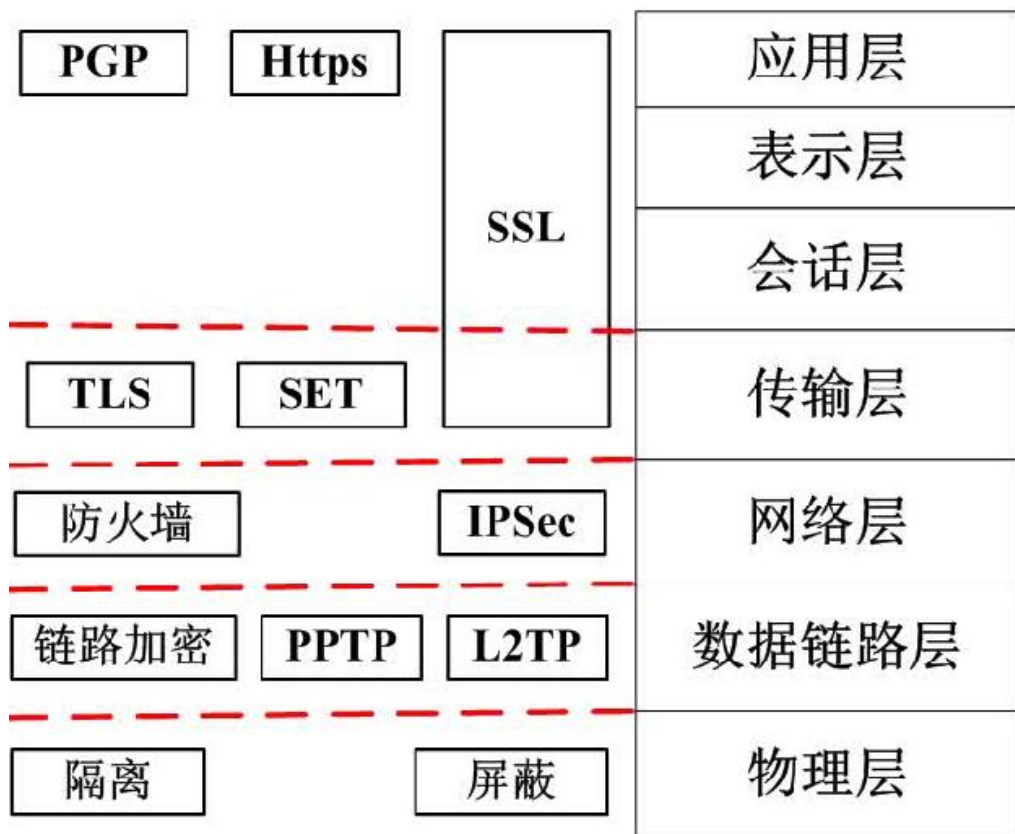 PGP
Https
SSL
应用层
表示层
会话层
TLS
SET
传输层
防火墙
IPSec
网络层
链路加密
PPTP
L2TP
数据链路层
隔离
屏蔽
物理层